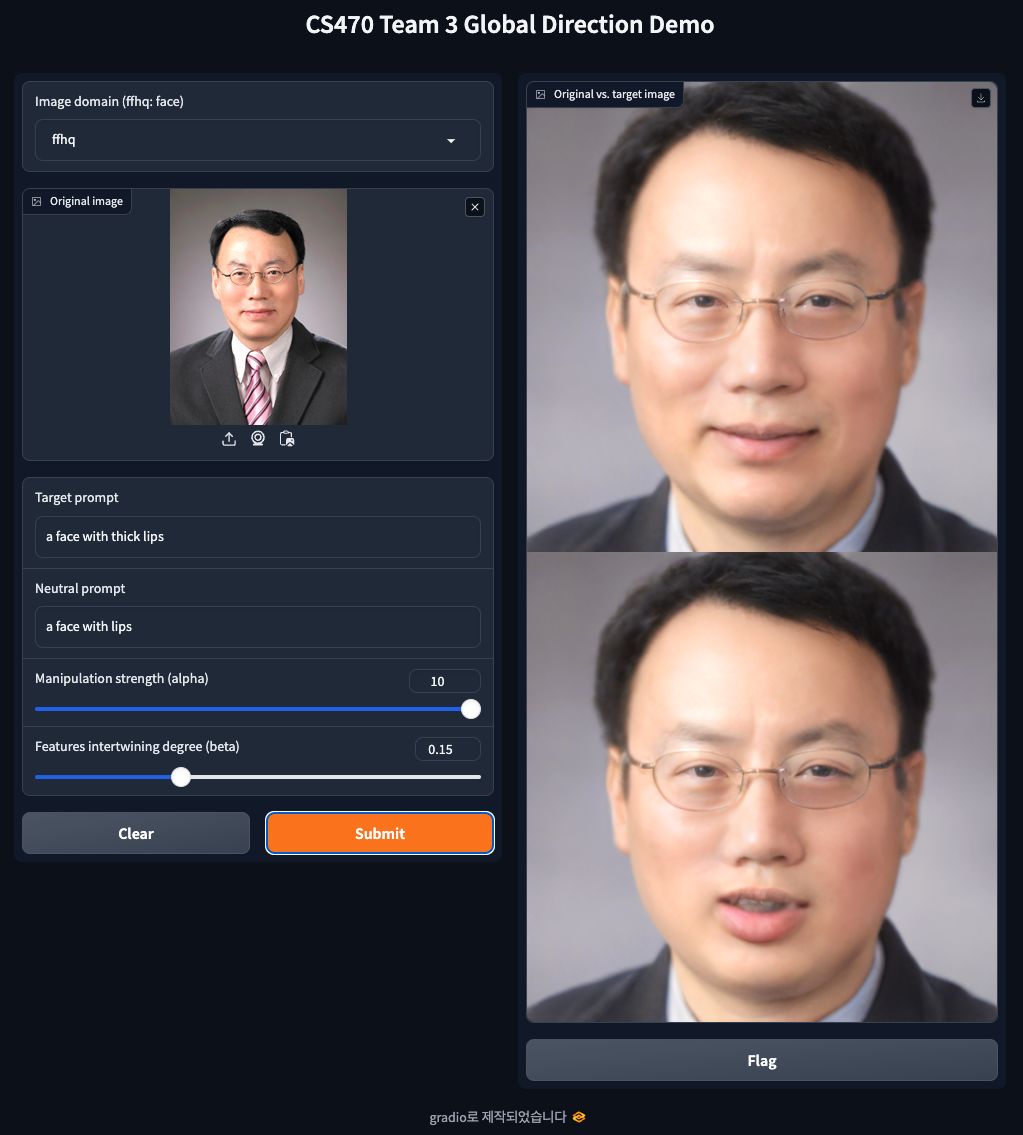 CS470 Team 3 Global Direction Demo
Image domain (ffhq: face)
ffhq
Original image
Target prompt
a face with thick lips
Neutral prompt
a face with lips
Manipulation strength (alpha)
10
Features intertwining degree (beta)
0.15
Clear
Submit
Original vs. target image
Flag
gradio로 제작되었습니다